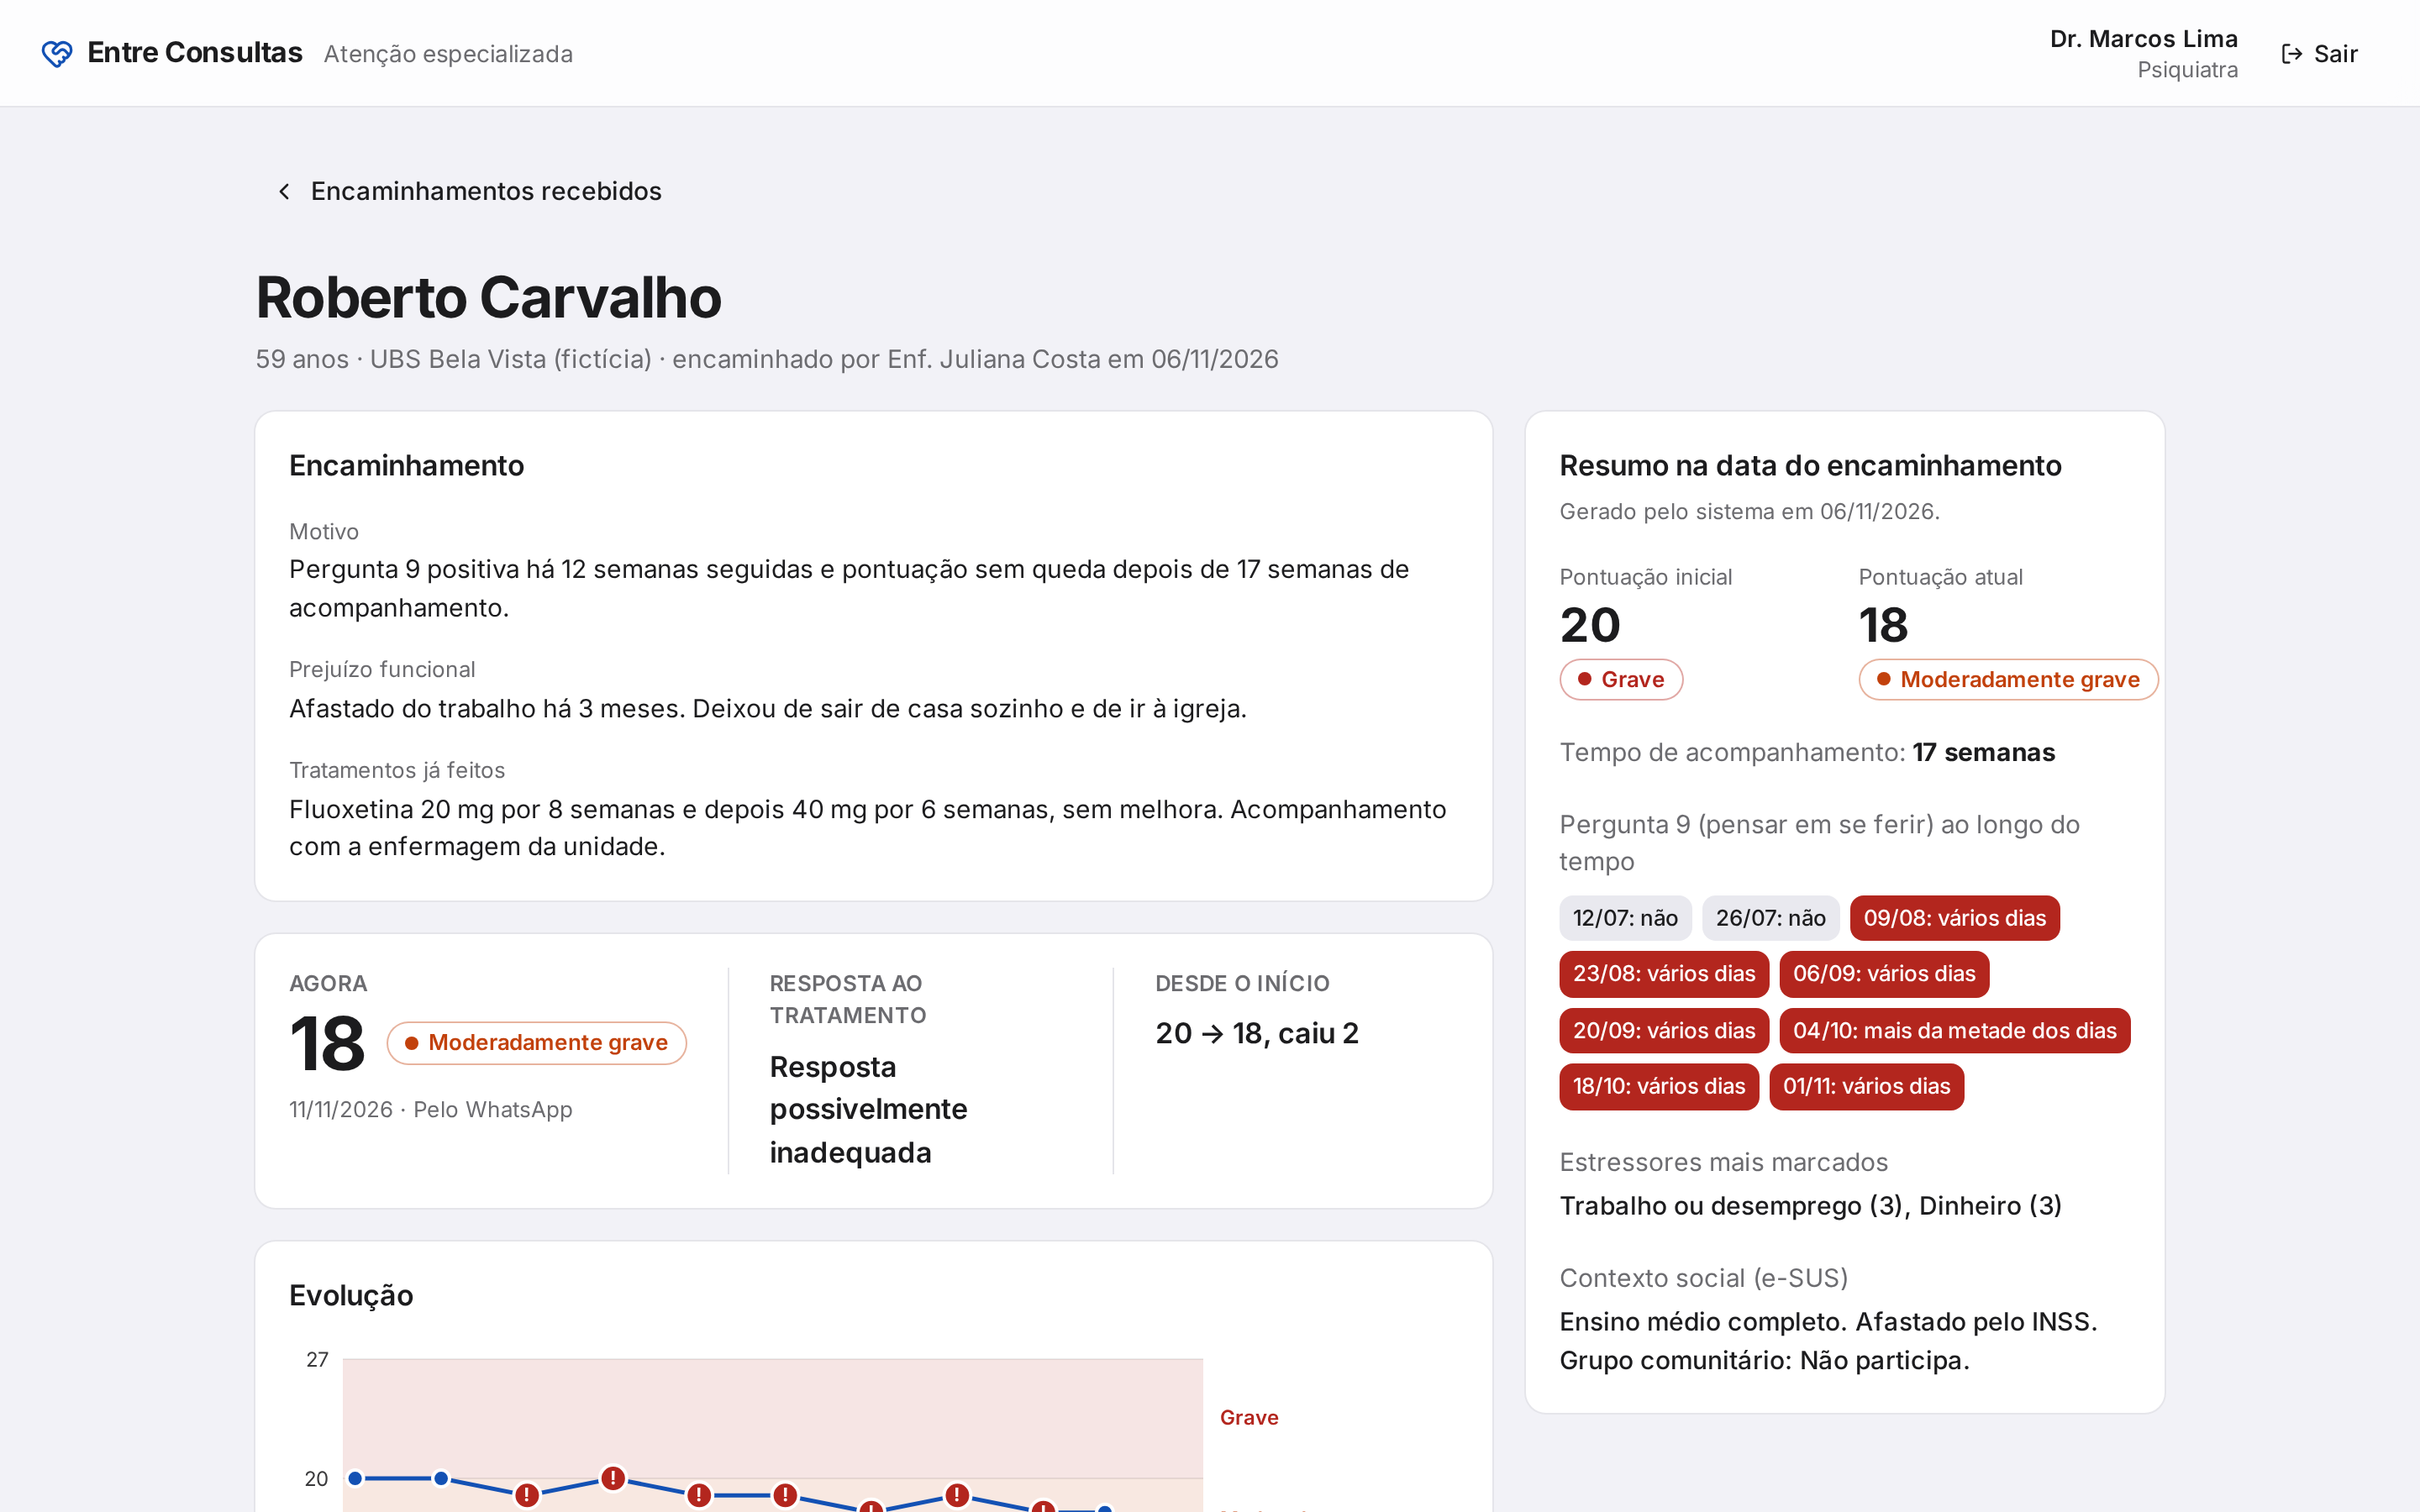 Entre Consultas
Atenção especializada
Dr. Marcos Lima
Psiquiatra
Sair
Encaminhamentos recebidos
Roberto Carvalho
59 anos · UBS Bela Vista (fictícia) · encaminhado por Enf. Juliana Costa em 06/11/2026
Encaminhamento
Motivo
Pergunta 9 positiva há 12 semanas seguidas e pontuação sem queda depois de 17 semanas de
acompanhamento.
Prejuízo funcional
Afastado do trabalho há 3 meses. Deixou de sair de casa sozinho e de ir à igreja.
Tratamentos já feitos
Fluoxetina 20 mg por 8 semanas e depois 40 mg por 6 semanas, sem melhora. Acompanhamento
com a enfermagem da unidade.
AGORA
18
Moderadamente grave
11/11/2026 · Pelo WhatsApp
RESPOSTA AO
TRATAMENTO
Resposta
possivelmente
inadequada
DESDE O INÍCIO
20 → 18, caiu 2
Evolução
27
Grave
20
Resumo na data do encaminhamento
Gerado pelo sistema em 06/11/2026.
Pontuação inicial
20
Grave
Pontuação atual
18
Moderadamente grave
Tempo de acompanhamento: 17 semanas
Pergunta 9 (pensar em se ferir) ao longo do
tempo
12/07: não
26/07: não
09/08: vários dias
23/08: vários dias
06/09: vários dias
20/09: vários dias
04/10: mais da metade dos dias
18/10: vários dias
01/11: vários dias
Estressores mais marcados
Trabalho ou desemprego (3), Dinheiro (3)
Contexto social (e-SUS)
Ensino médio completo. Afastado pelo INSS.
Grupo comunitário: Não participa.